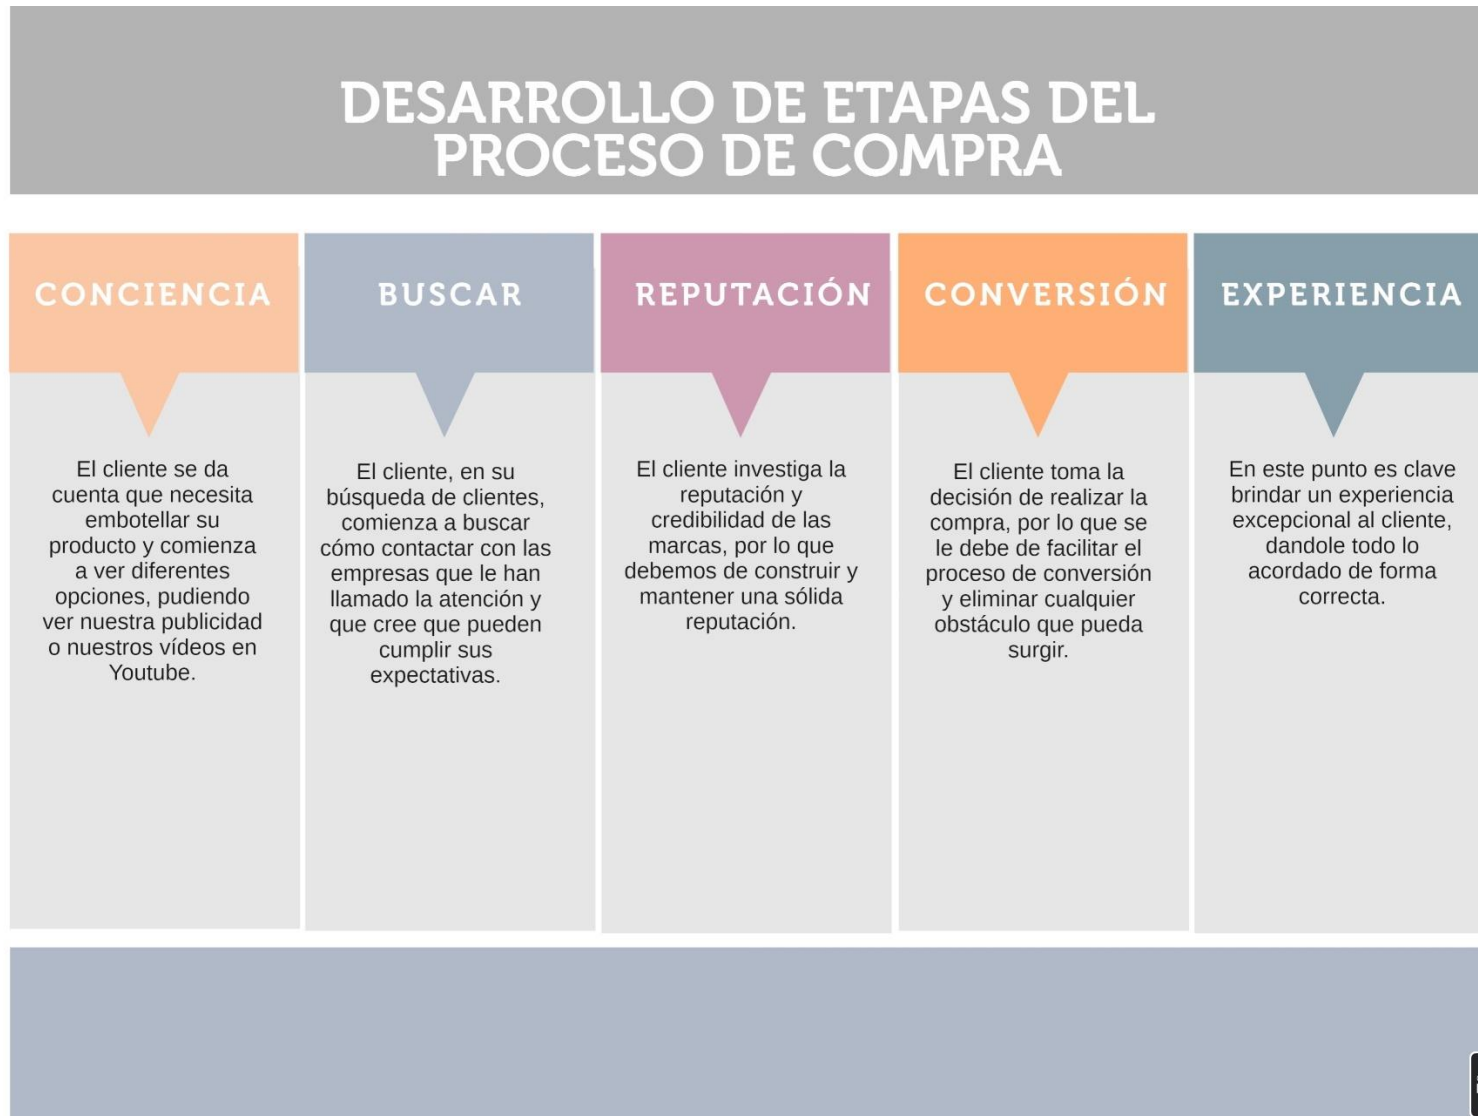 DESARROLLO DE ETAPAS DEL
PROCESO DE COMPRA
CONCIENCIA
El cliente se da
cuenta que necesita
embotellar su
producto y comienza
a ver diferentes
opciones, pudiendo
ver nuestra publicidad
o nuestros vídeos en
Youtube.
BUSCAR
El cliente, en su
búsqueda de clientes,
comienza a buscar
cómo contactar con las
empresas que le han
llamado la atención y
que cree que pueden
cumplir sus
expectativas.
REPUTACIÓN
El cliente investiga la
reputación y
credibilidad de las
marcas, por lo que
debemos de construir y
mantener una sólida
reputación.
CONVERSIÓN
El cliente toma la
decisión de realizar la
compra, por lo que se
le debe de facilitar el
proceso de conversión
y eliminar cualquier
obstáculo que pueda
surgir.
EXPERIENCIA
En este punto es clave
brindar un experiencia
excepcional al cliente,
dandole todo lo
acordado de forma
correcta.